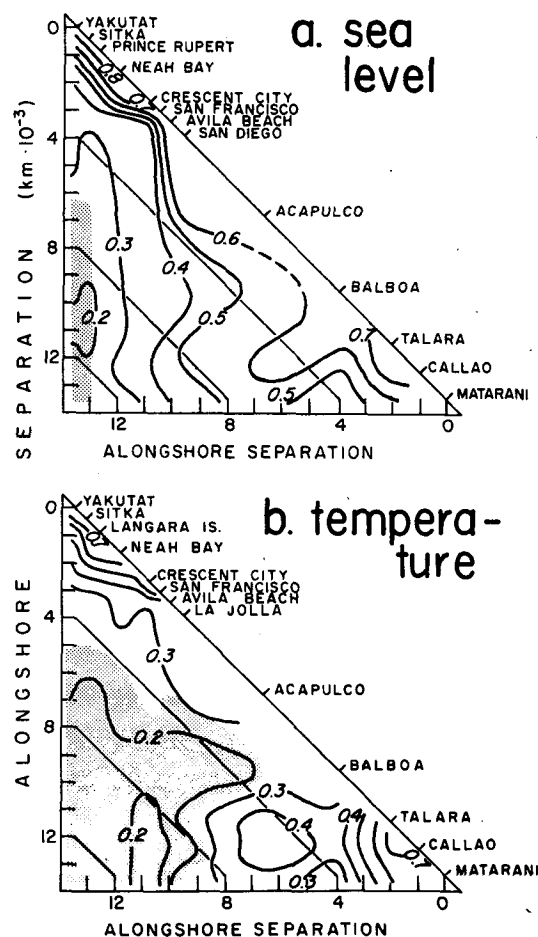 a. sea
level
YAKUTAT
SITKA
PRINCE RUPERT
NEAH BAY
CRESCENT CITY
SAN FRANCISCO
AVILA BEACH
SAN DIEGO
ACAPULCO
BALBOA
TALARA
CALLAO
MATARANI
0
4
8
12
SEPARATION (km·10⁻³)
0.8
0.6
0.3
0.4
0.5
0.2
0.7
0.5
12
8
4
0
ALONGSHORE SEPARATION
b. tempera-
ture
YAKUTAT
SITKA
LANGARA IS.
NEAH BAY
CRESCENT CITY
SAN FRANCISCO
AVILA BEACH
LA JOLLA
ACAPULCO
BALBOA
TALARA
CALLAO
MATARANI
0
4
8
12
ALONGSHORE
0.7
0.3
0.2
0.3
0.4
0.4
0.2
0.3
0.7
12
8
4
0
ALONGSHORE SEPARATION